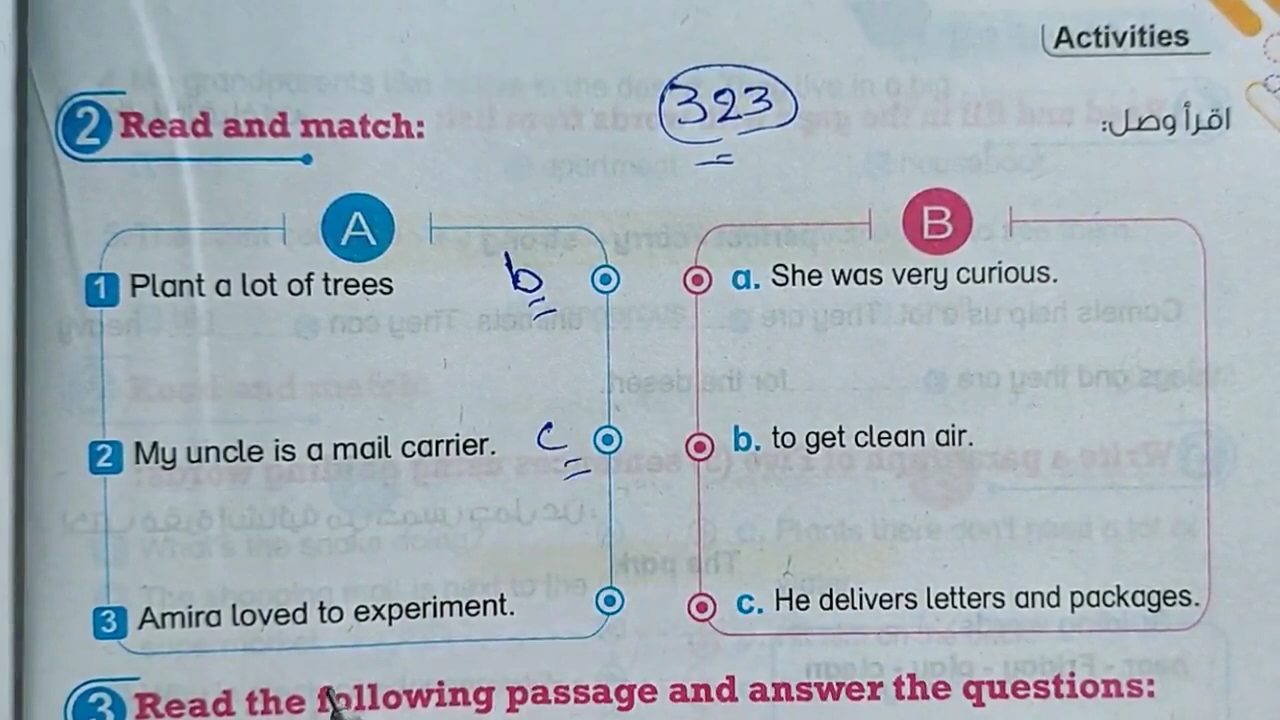 Activities
2 Read and match:
323
اقرأ وصل:
A
B
1 Plant a lot of trees
b
a. She was very curious.
2 My uncle is a mail carrier.
c
b. to get clean air.
3 Amira loved to experiment.
c. He delivers letters and packages.
3 Read the following passage and answer the questions: